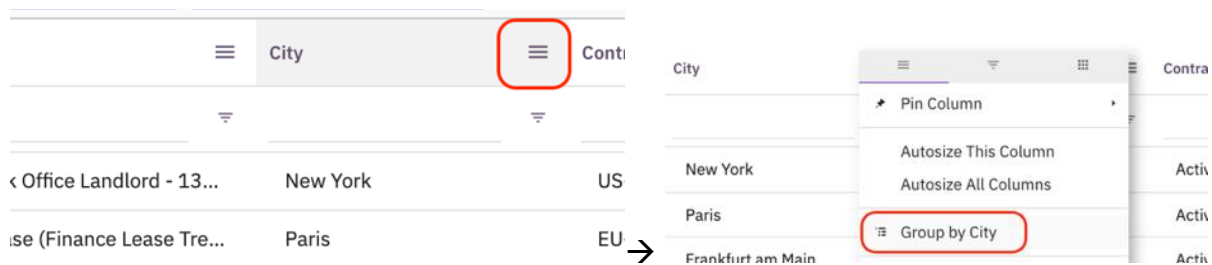 City
Conti
k Office Landlord - 13...
New York
US
ase (Finance Lease Tre...
Paris
EU
→
City
Contra
Pin Column
Autosize This Column
Autosize All Columns
New York
Activ
Paris
Activ
Group by City
Frankfurt am Main
Activ